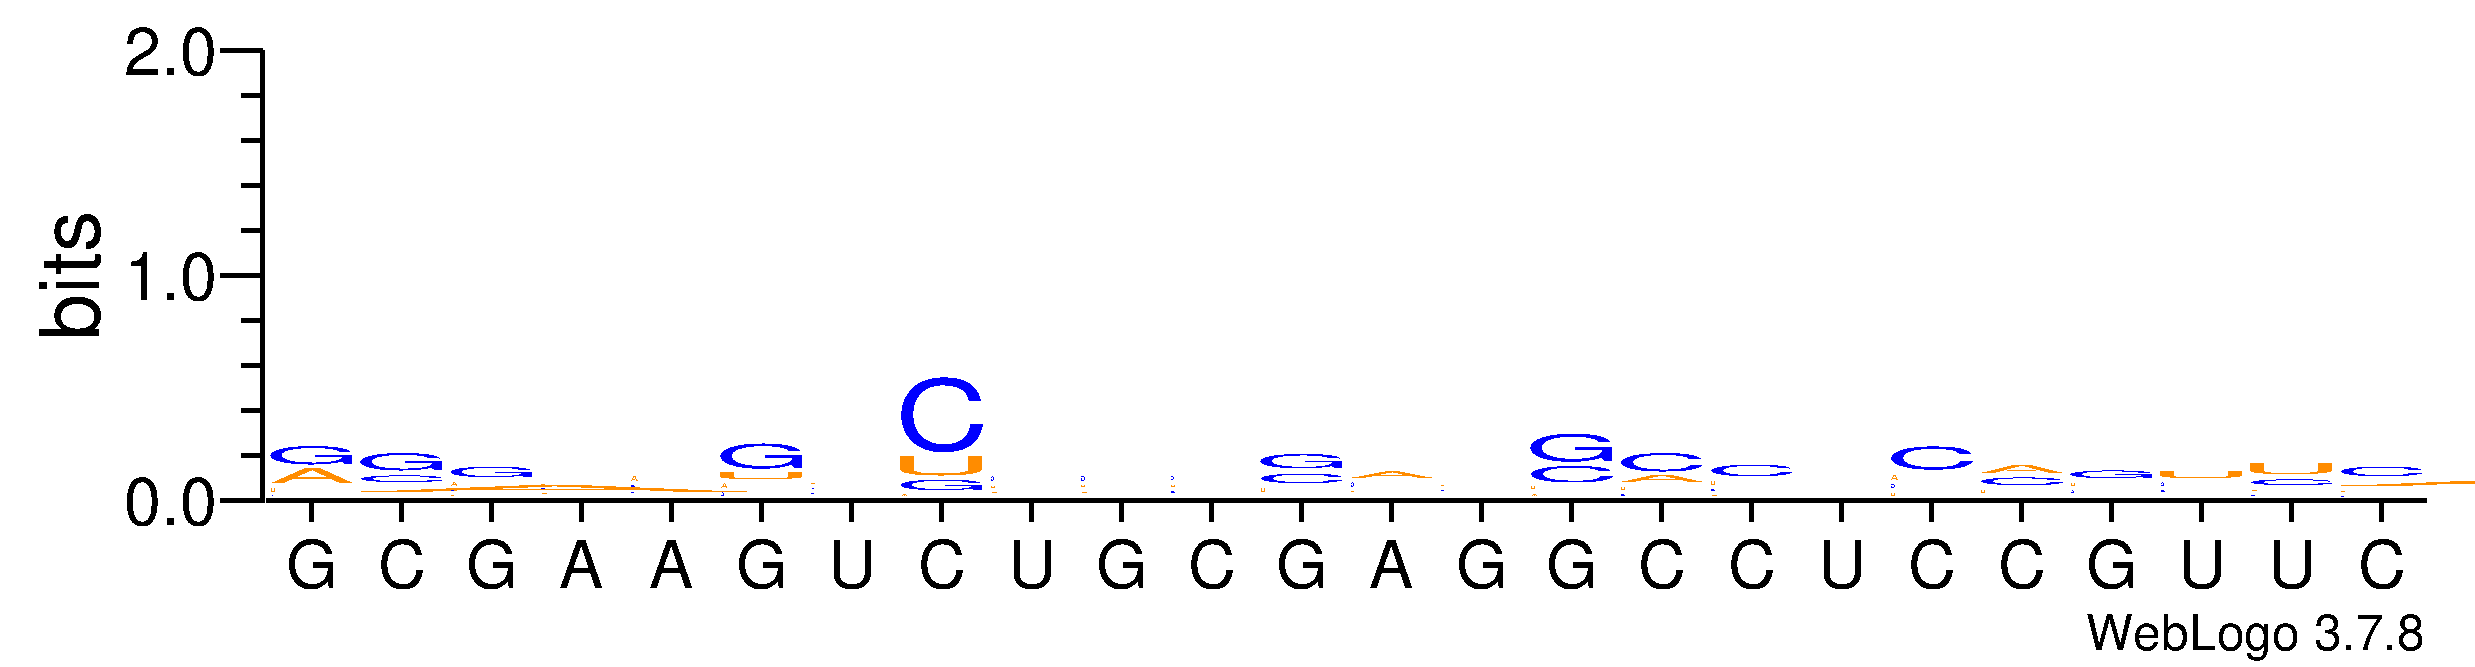 2.0
1.0
0.0
bits
G C G A A G U C U G C G A G G C C U C C G U U C
WebLogo 3.7.8